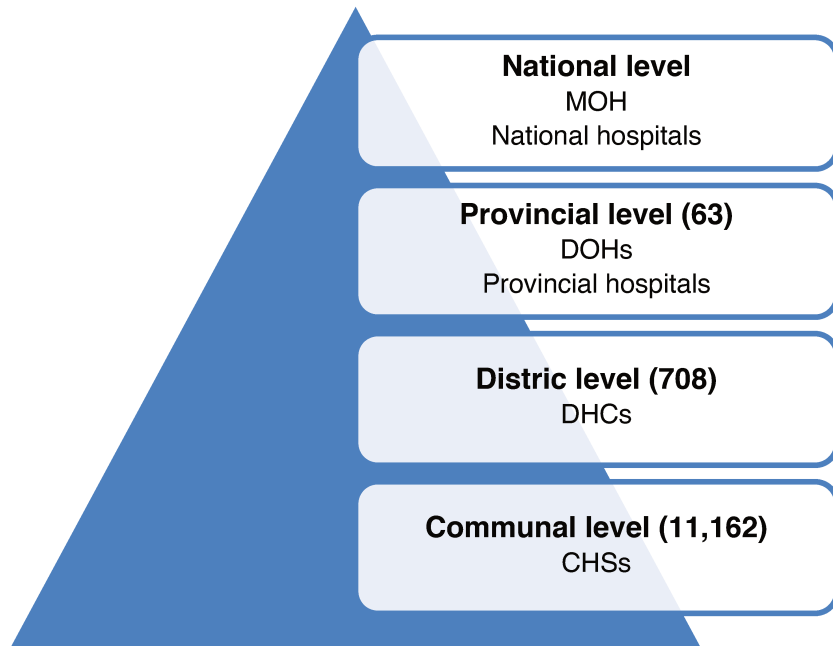 National level
MOH
National hospitals
Provincial level (63)
DOHs
Provincial hospitals
Distric level (708)
DHCs
Communal level (11,162)
CHSs